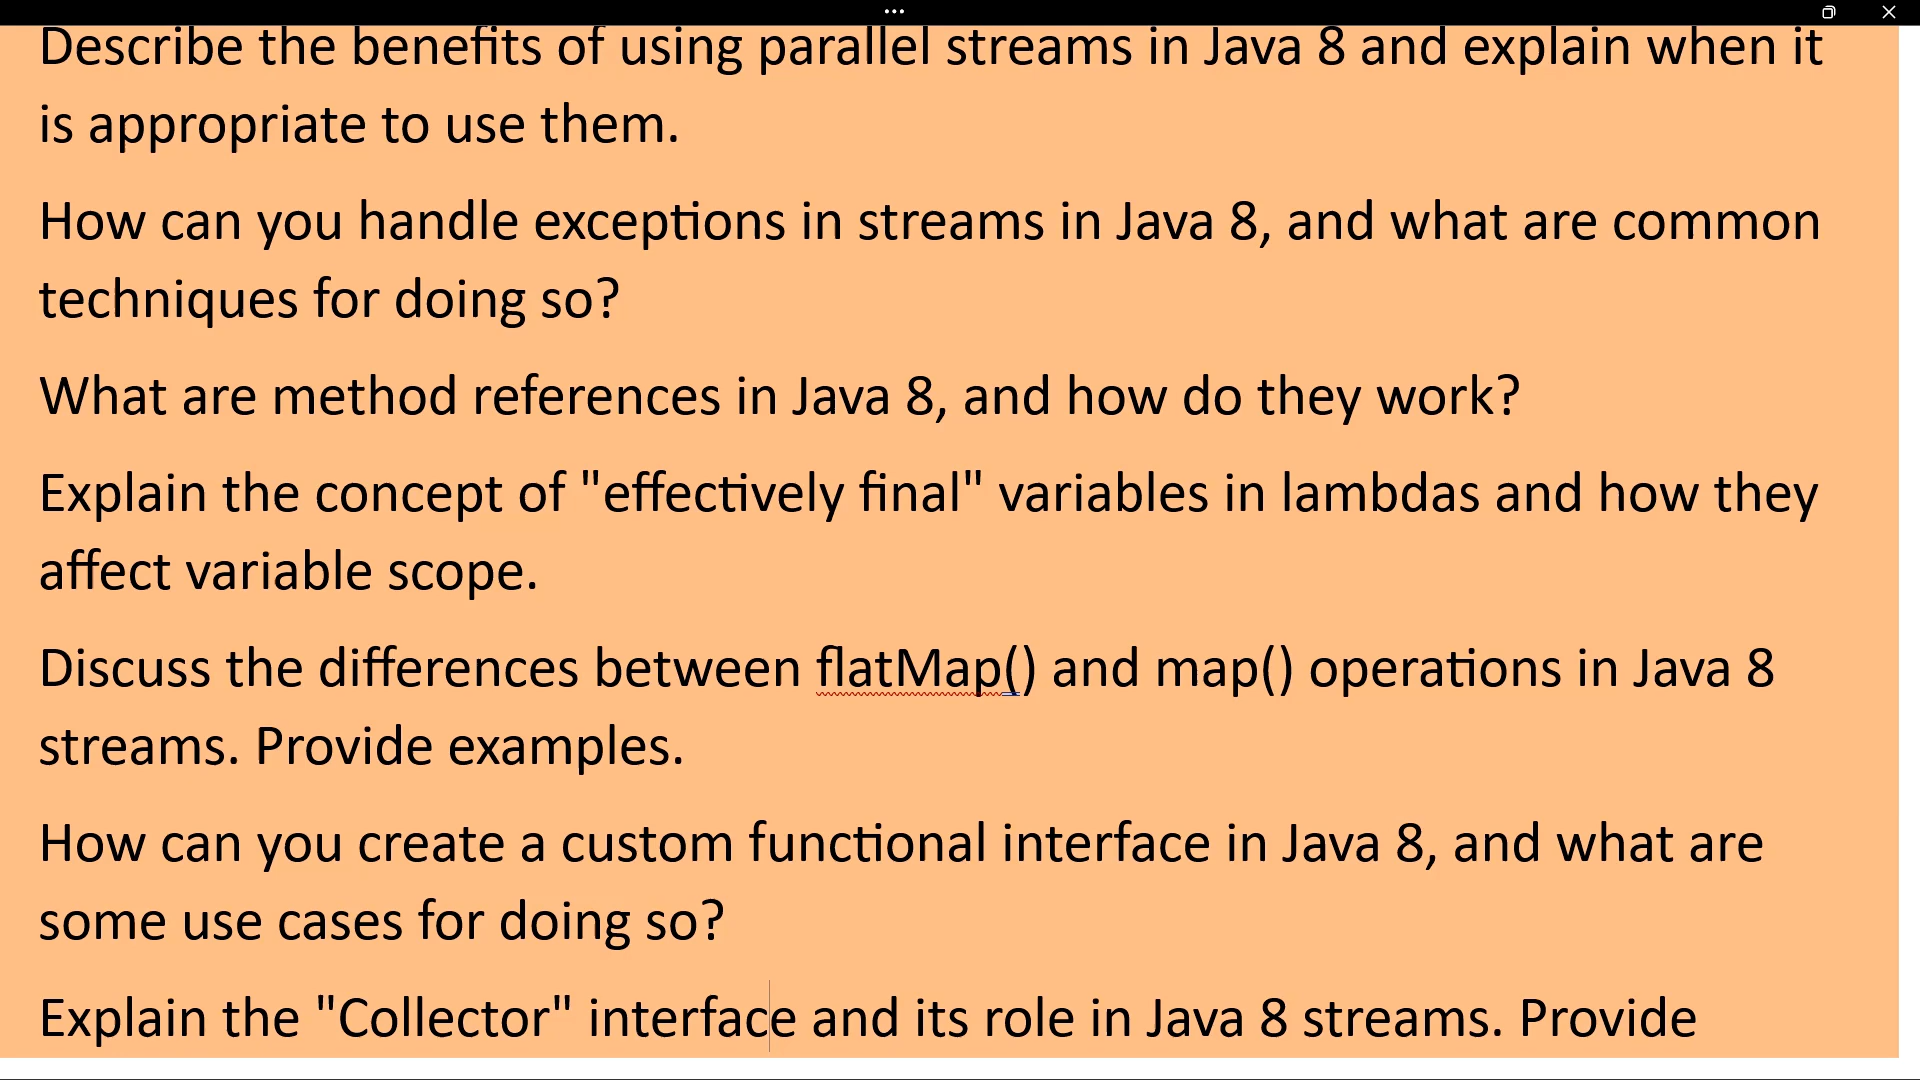 Describe the benefits of using parallel streams in Java 8 and explain when it
is appropriate to use them.
How can you handle exceptions in streams in Java 8, and what are common
techniques for doing so?
What are method references in Java 8, and how do they work?
Explain the concept of "effectively final" variables in lambdas and how they
affect variable scope.
Discuss the differences between flatMap() and map() operations in Java 8
streams. Provide examples.
How can you create a custom functional interface in Java 8, and what are
some use cases for doing so?
Explain the "Collector" interface and its role in Java 8 streams. Provide